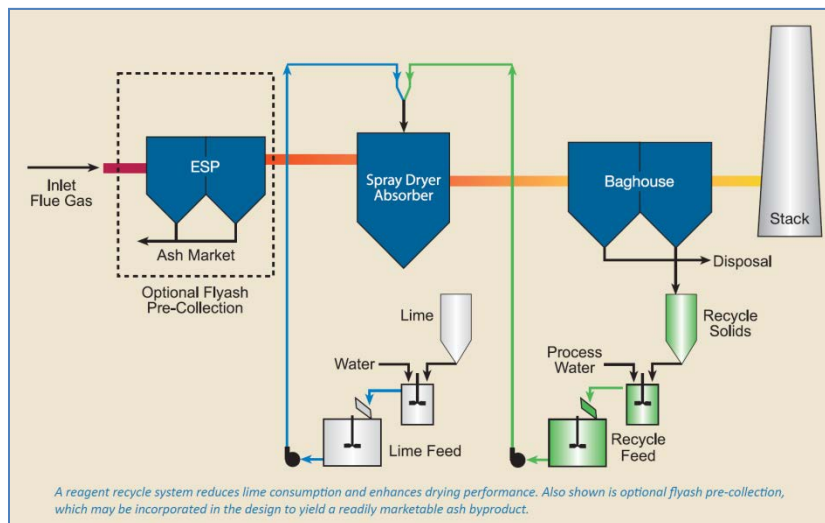 Inlet
Flue Gas
ESP
Ash Market
Optional Flyash
Pre-Collection
Spray Dryer
Absorber
Baghouse
Stack
Disposal
Lime
Water
Lime Feed
Recycle
Solids
Process
Water
Recycle
Feed
A reagent recycle system reduces lime consumption and enhances drying performance. Also shown is optional flyash pre-collection,
which may be incorporated in the design to yield a readily marketable ash byproduct.